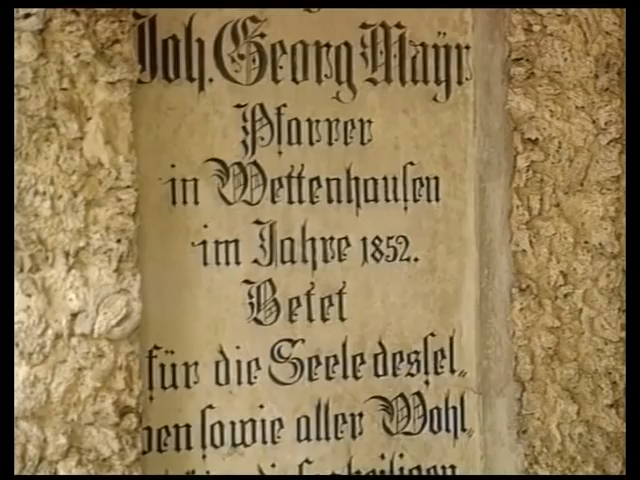 Joh. Georg Mayr
Pfarrer
in Wettenhauſen
im Jahre 1852.
Betet
für die Seele desſel„
ben ſowie aller Wohl„